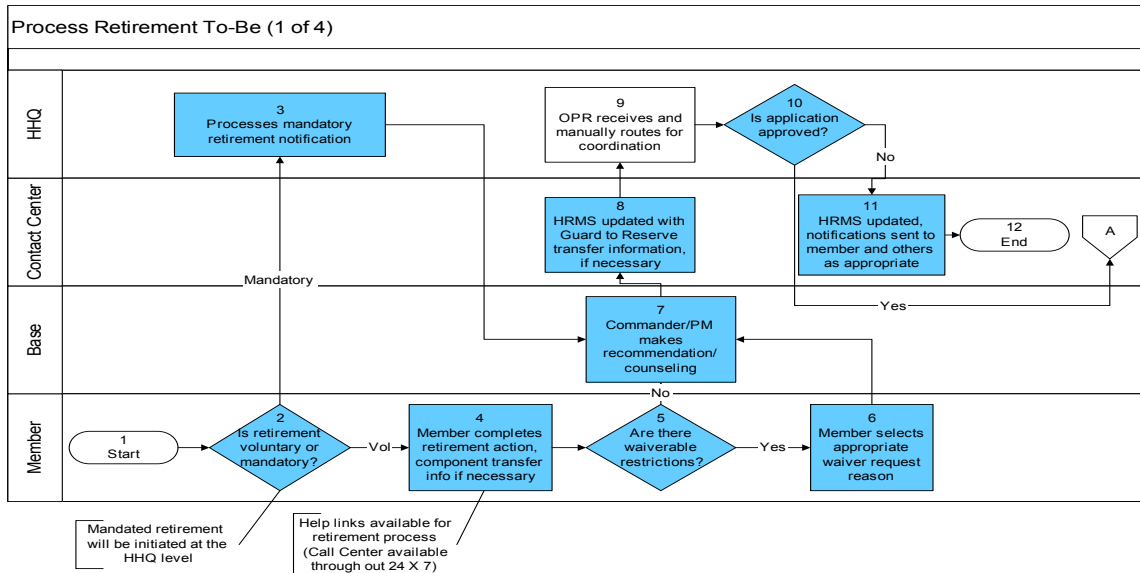 Process Retirement To-Be (1 of 4)
HHQ
3
Processes mandatory
retirement notification
9
OPR receives and
manually routes for
coordination
10
Is application
approved?
No
Contact Center
8
HRMS updated with
Guard to Reserve
transfer information,
if necessary
11
HRMS updated,
notifications sent to
member and others
as appropriate
12
End
A
Mandatory
Yes
Base
7
Commander/PM
makes
recommendation/
counseling
No
Member
1
Start
2
Is retirement
voluntary or
mandatory?
Vol
4
Member completes
retirement action,
component transfer
info if necessary
5
Are there
waiverable
restrictions?
Yes
6
Member selects
appropriate
waiver request
reason
Mandated retirement
will be initiated at the
HHQ level
Help links available for
retirement process
(Call Center available
through out 24 X 7)